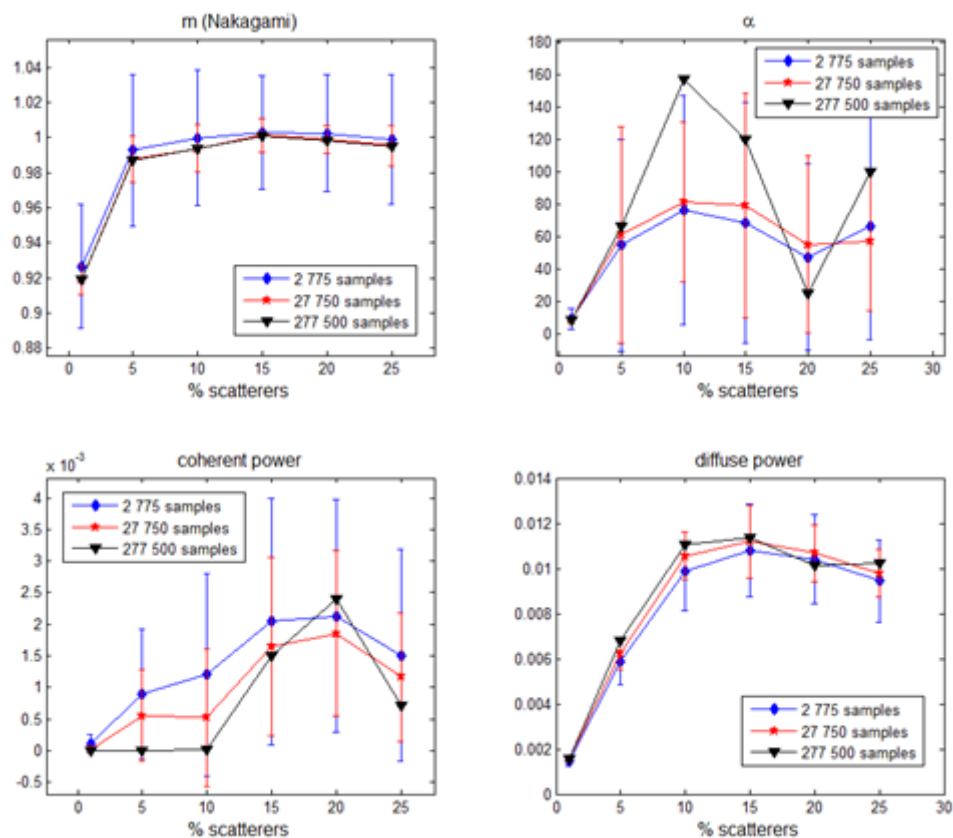 m (Nakagami)
1.04
1.02
1
0.98
0.96
0.94
0.92
0.9
0.88
2 775 samples
27 750 samples
277 500 samples
0 5 10 15 20 25
% scatterers
α
180
160
140
120
100
80
60
40
20
0
2 775 samples
27 750 samples
277 500 samples
0 5 10 15 20 25 30
% scatterers
coherent power
x 10⁻³
4
3.5
3
2.5
2
1.5
1
0.5
0
-0.5
2 775 samples
27 750 samples
277 500 samples
0 5 10 15 20 25
% scatterers
diffuse power
0.014
0.012
0.01
0.008
0.006
0.004
0.002
0
2 775 samples
27 750 samples
277 500 samples
0 5 10 15 20 25 30
% scatterers